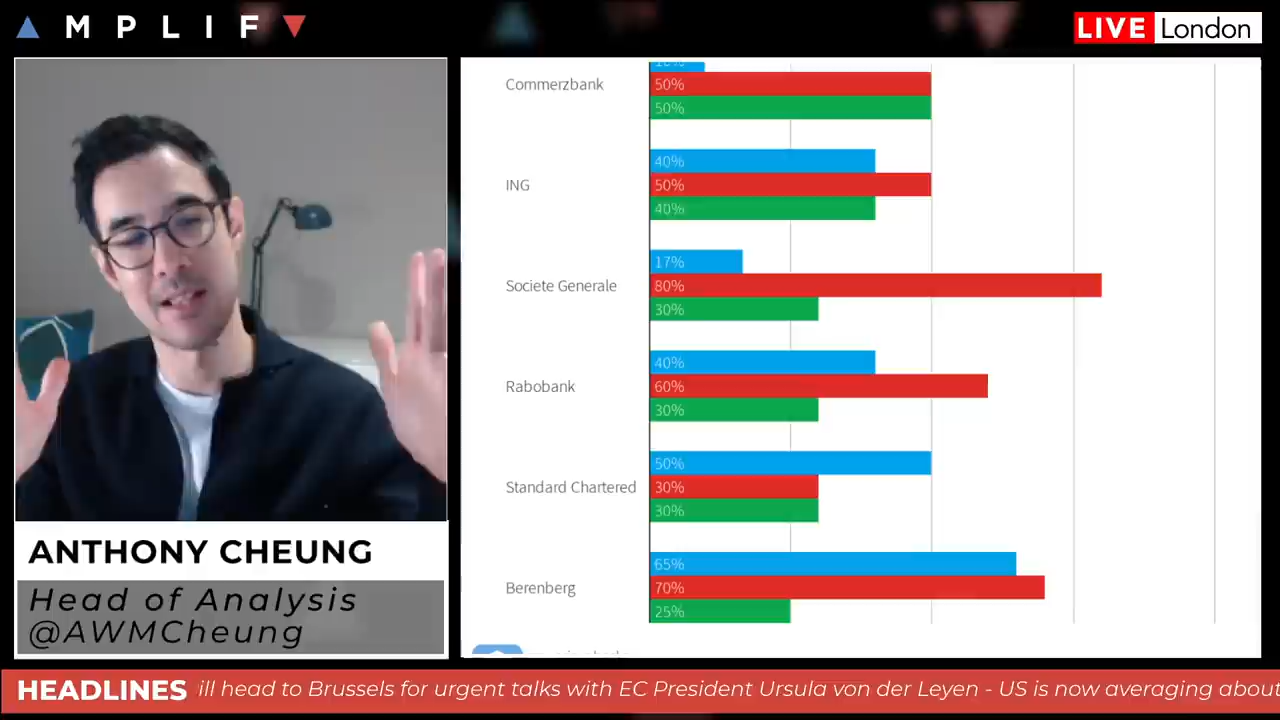 AMPLIFY
LIVE London
Commerzbank
50%
50%
ING
40%
50%
40%
Societe Generale
17%
80%
30%
Rabobank
40%
60%
30%
Standard Chartered
50%
30%
30%
Berenberg
65%
70%
25%
ANTHONY CHEUNG
Head of Analysis
@AWMCheung
HEADLINES ill head to Brussels for urgent talks with EC President Ursula von der Leyen - US is now averaging about